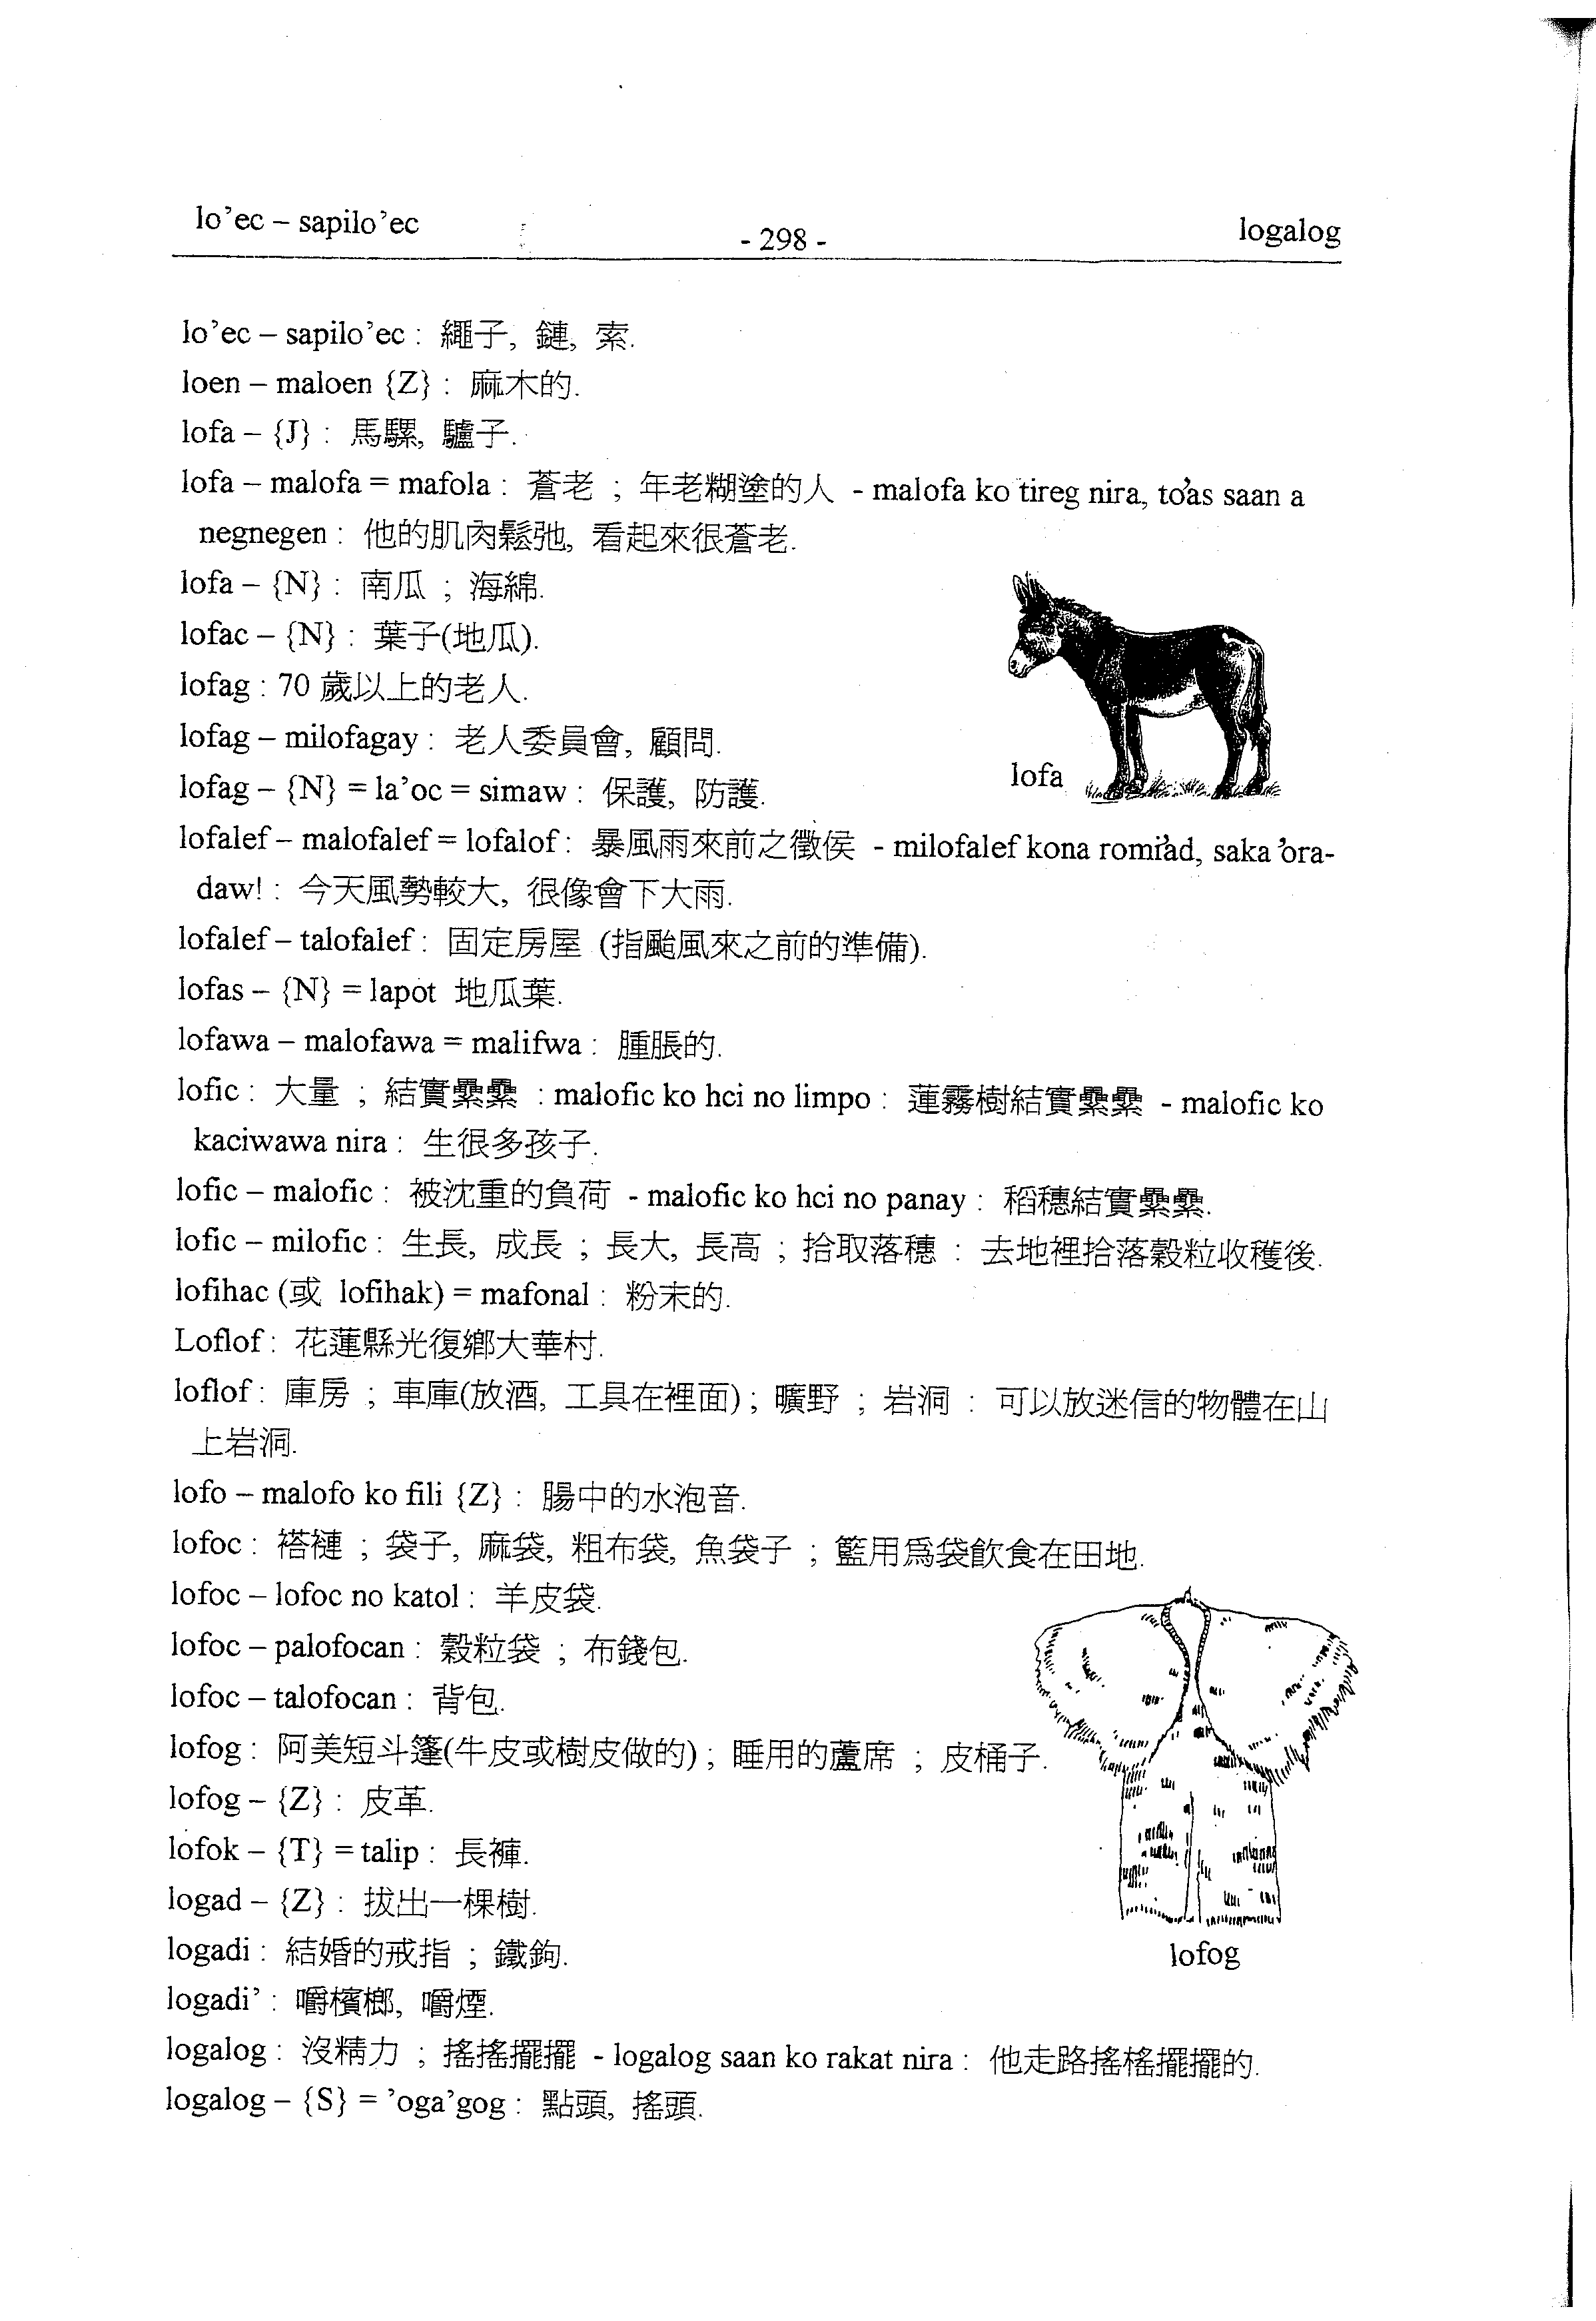 lo’ec – sapilo’ec
- 298 -
logalog
lo’ec – sapilo’ec : 繩子, 鏈, 索.
loen – maloen {Z} : 麻木的.
lofa – {J} : 馬騾, 驢子.
lofa – malofa = mafola : 蒼老 ; 年老糊塗的人 - malofa ko tireg nira, to’as saan a
negnegen : 他的肌肉鬆弛, 看起來很蒼老.
lofa – {N} : 南瓜 ; 海綿.
lofac – {N} : 葉子(地瓜).
lofag : 70 歲以上的老人.
lofag – milofagay : 老人委員會, 顧問.
lofa
lofag – {N} = la’oc = simaw : 保護, 防護.
lofalef – malofalef = lofalof : 暴風雨來前之徵侯 - milofalef kona romi’ad, saka ’ora-
daw! : 今天風勢較大, 很像會下大雨.
lofalef – talofalef : 固定房屋 (指颱風來之前的準備).
lofas – {N} = lapot 地瓜葉.
lofawa – malofawa = malifwa : 腫脹的.
lofic : 大量 ; 結實纍纍 : malofic ko hci no limpo : 蓮霧樹結實纍纍 - malofic ko
kaciwawa nira : 生很多孩子.
lofic – malofic : 被沈重的負荷 - malofic ko hci no panay : 稻穗結實纍纍.
lofic – milofic : 生長, 成長 ; 長大, 長高 ; 拾取落穗 : 去地裡拾落穀粒收穫後.
lofihac (或 lofihak) = mafonal : 粉末的.
Loflof : 花蓮縣光復鄉大華村.
loflof : 庫房 ; 車庫(放酒, 工具在裡面) ; 曠野 ; 岩洞 : 可以放迷信的物體在山
上岩洞.
lofo – malofo ko fili {Z} : 腸中的水泡音.
lofoc : 褡褳 ; 袋子, 麻袋, 粗布袋, 魚袋子 ; 籃用爲袋飲食在田地.
lofoc – lofoc no katol : 羊皮袋.
lofoc – palofocan : 穀粒袋 ; 布錢包.
lofoc – talofocan : 背包.
lofog : 阿美短斗篷(牛皮或樹皮做的) ; 睡用的蘆席 ; 皮桶子.
lofog – {Z} : 皮革.
lofok – {T} = talip : 長褲.
logad – {Z} : 拔出一棵樹.
logadi : 結婚的戒指 ; 鐵鉤.
lofog
logadi’ : 嚼檳榔, 嚼煙.
logalog : 沒精力 ; 搖搖擺擺 - logalog saan ko rakat nira : 他走路搖榣擺擺的.
logalog – {S} = ’oga’gog : 點頭, 搖頭.